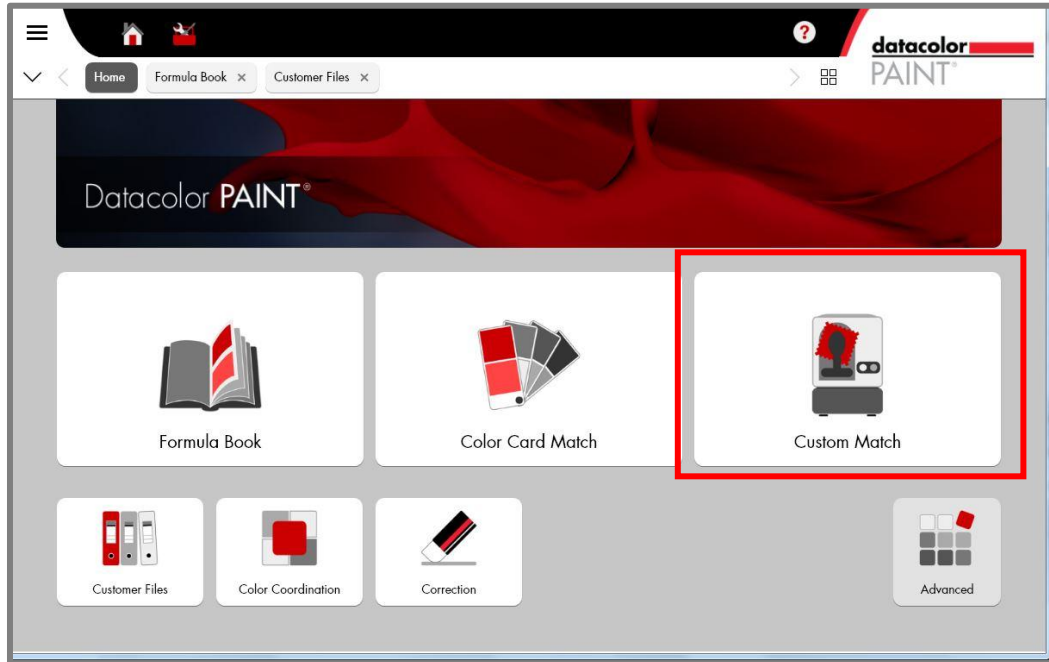 ?
datacolor
PAINT®
Home
Formula Book ×
Customer Files ×
Datacolor PAINT®
Formula Book
Color Card Match
Custom Match
Customer Files
Color Coordination
Correction
Advanced